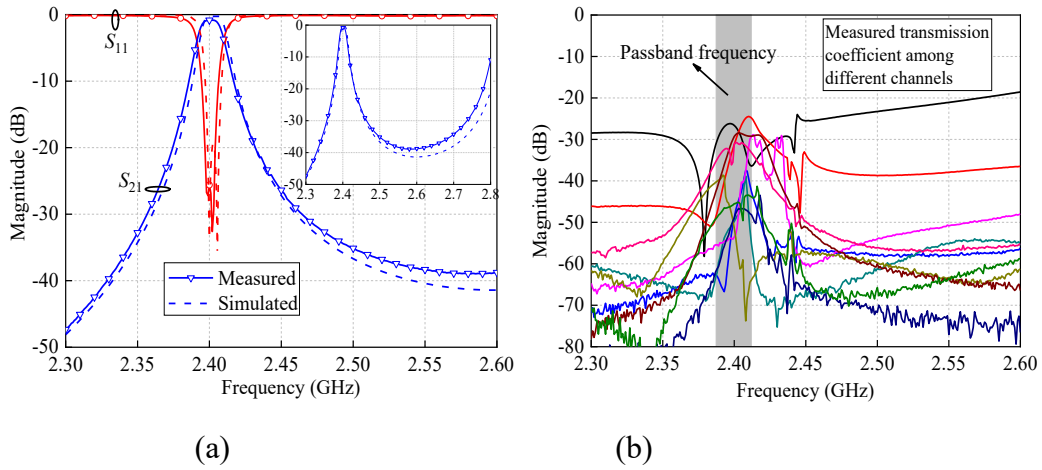 0
-10
-20
-30
-40
-50
Magnitude (dB)
S11
S21
Measured
Simulated
0
-10
-20
-30
-40
-50
2.3 2.4 2.5 2.6 2.7 2.8
2.30 2.35 2.40 2.45 2.50 2.55 2.60
Frequency (GHz)
(a)
0
-10
-20
-30
-40
-50
-60
-70
-80
Magnitude (dB)
Passband frequency
Measured transmission
coefficient among
different channels
2.30 2.35 2.40 2.45 2.50 2.55 2.60
Frequency (GHz)
(b)